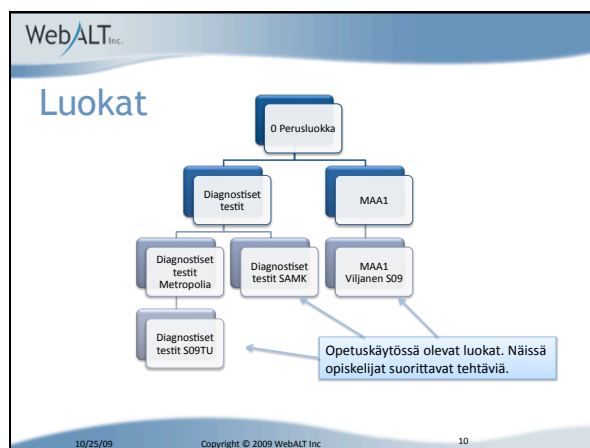 WebALT Inc.
Luokat
0 Perusluokka
Diagnostiset
testit
MAA1
Diagnostiset
testit
Metropolia
Diagnostiset
testit SAMK
MAA1
Viljanen S09
Diagnostiset
testit S09TU
Opetuskäytössä olevat luokat. Näissä
opiskelijat suorittavat tehtäviä.
10/25/09 Copyright © 2009 WebALT Inc 10